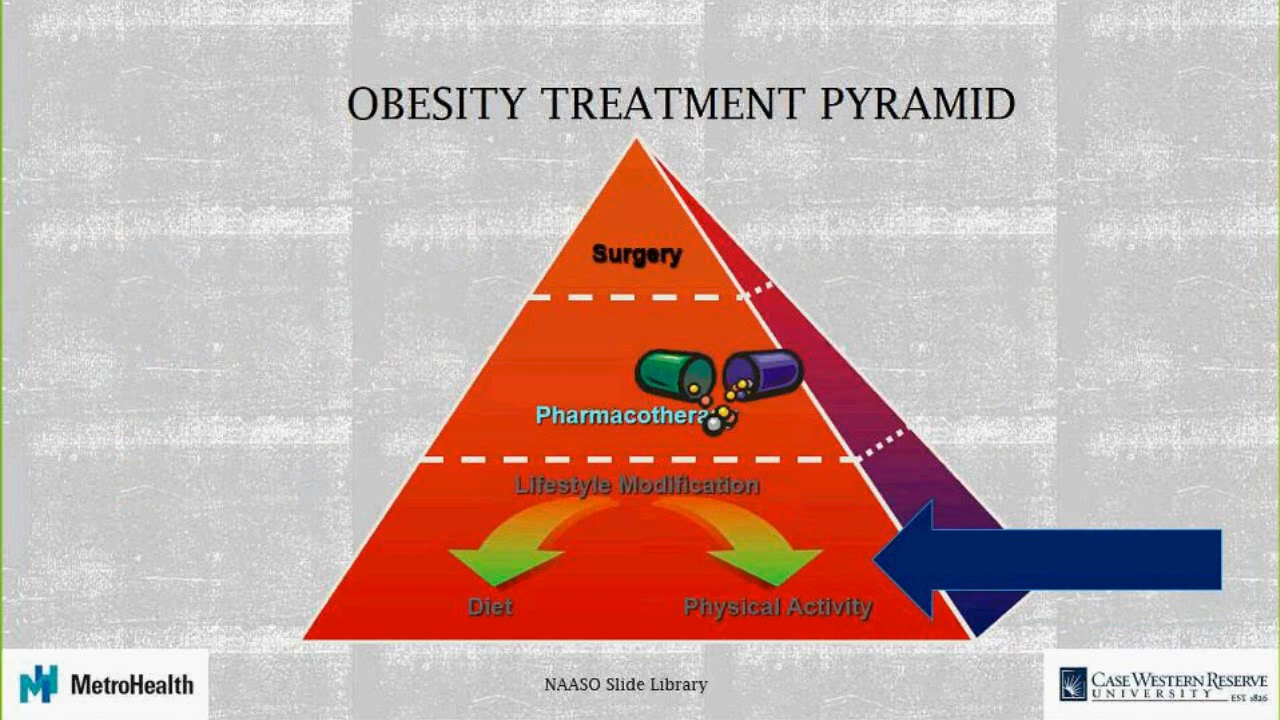 OBESITY TREATMENT PYRAMID
Surgery
Pharmacothera
Lifestyle Modification
Diet
Physical Activity
MetroHealth
NAASO Slide Library
CASE WESTERN RESERVE
UNIVERSITY
EST. 1826